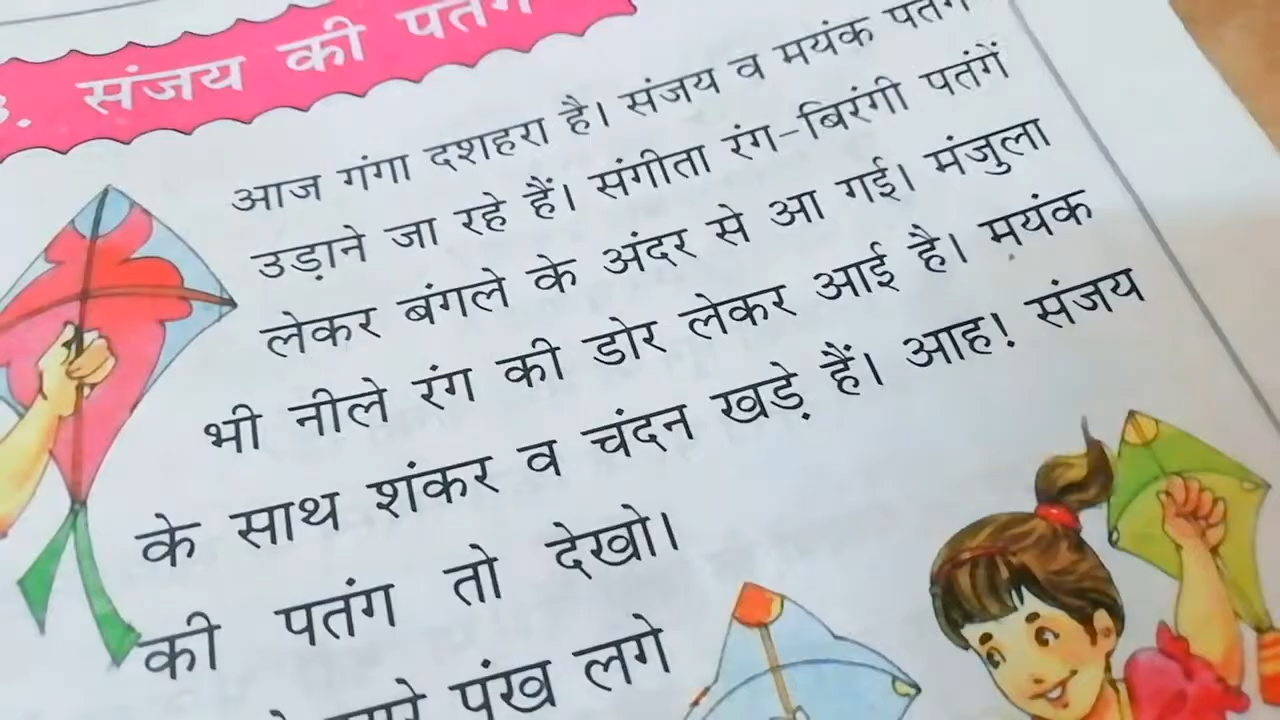 . संजय की पतंग
आज गंगा दशहरा है। संजय व मयंक पतंग
उड़ाने जा रहे हैं। संगीता रंग-बिरंगी पतंगें
लेकर बंगले के अंदर से आ गई। मंजुला
भी नीले रंग की डोर लेकर आई है। मयंक
के साथ शंकर व चंदन खड़े हैं। आह! संजय
की पतंग तो देखो।
पंख लगे